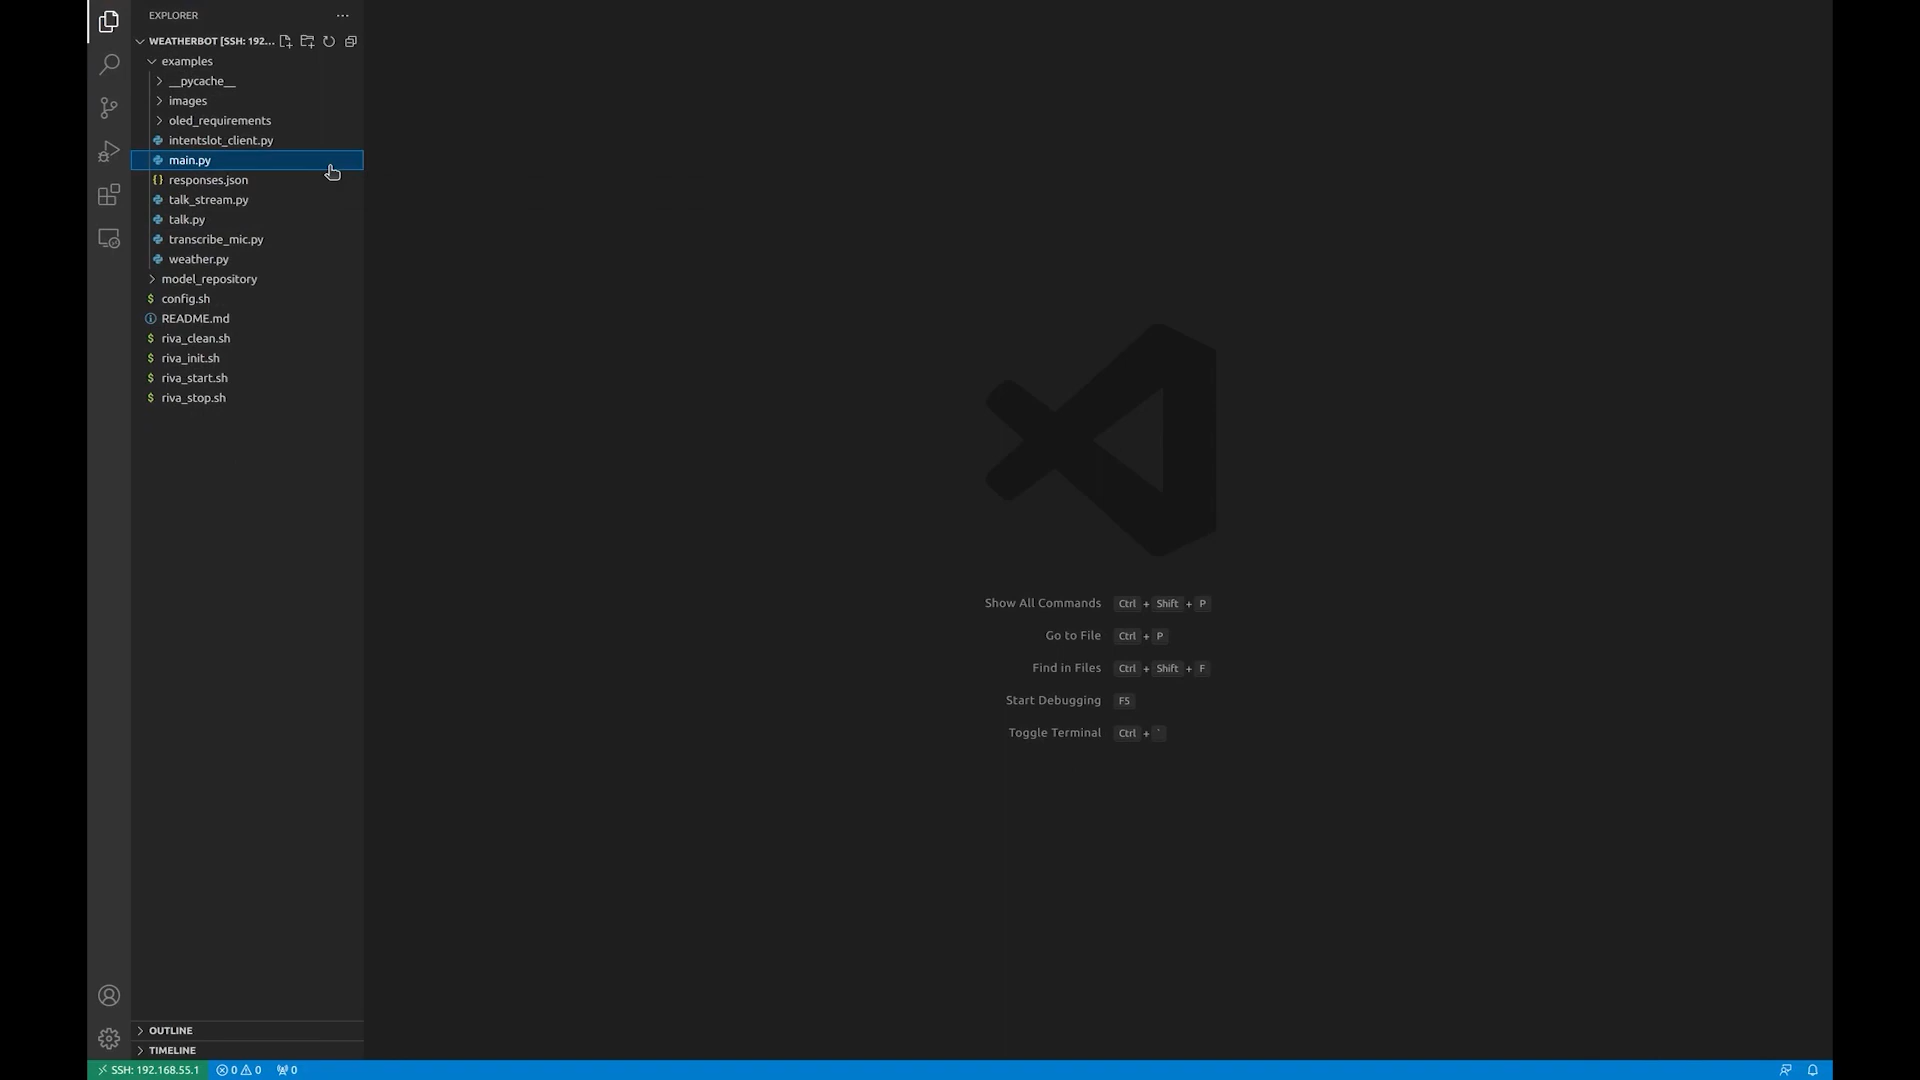 EXPLORER
WEATHERBOT [SSH: 192...
examples
__pycache__
images
oled_requirements
intentslot_client.py
main.py
{} responses.json
talk_stream.py
talk.py
transcribe_mic.py
weather.py
model_repository
$ config.sh
README.md
$ riva_clean.sh
$ riva_init.sh
$ riva_start.sh
$ riva_stop.sh
Show All Commands Ctrl + Shift + P
Go to File Ctrl + P
Find in Files Ctrl + Shift + F
Start Debugging F5
Toggle Terminal Ctrl + `
OUTLINE
TIMELINE
SSH: 192.168.55.1 0 0 0